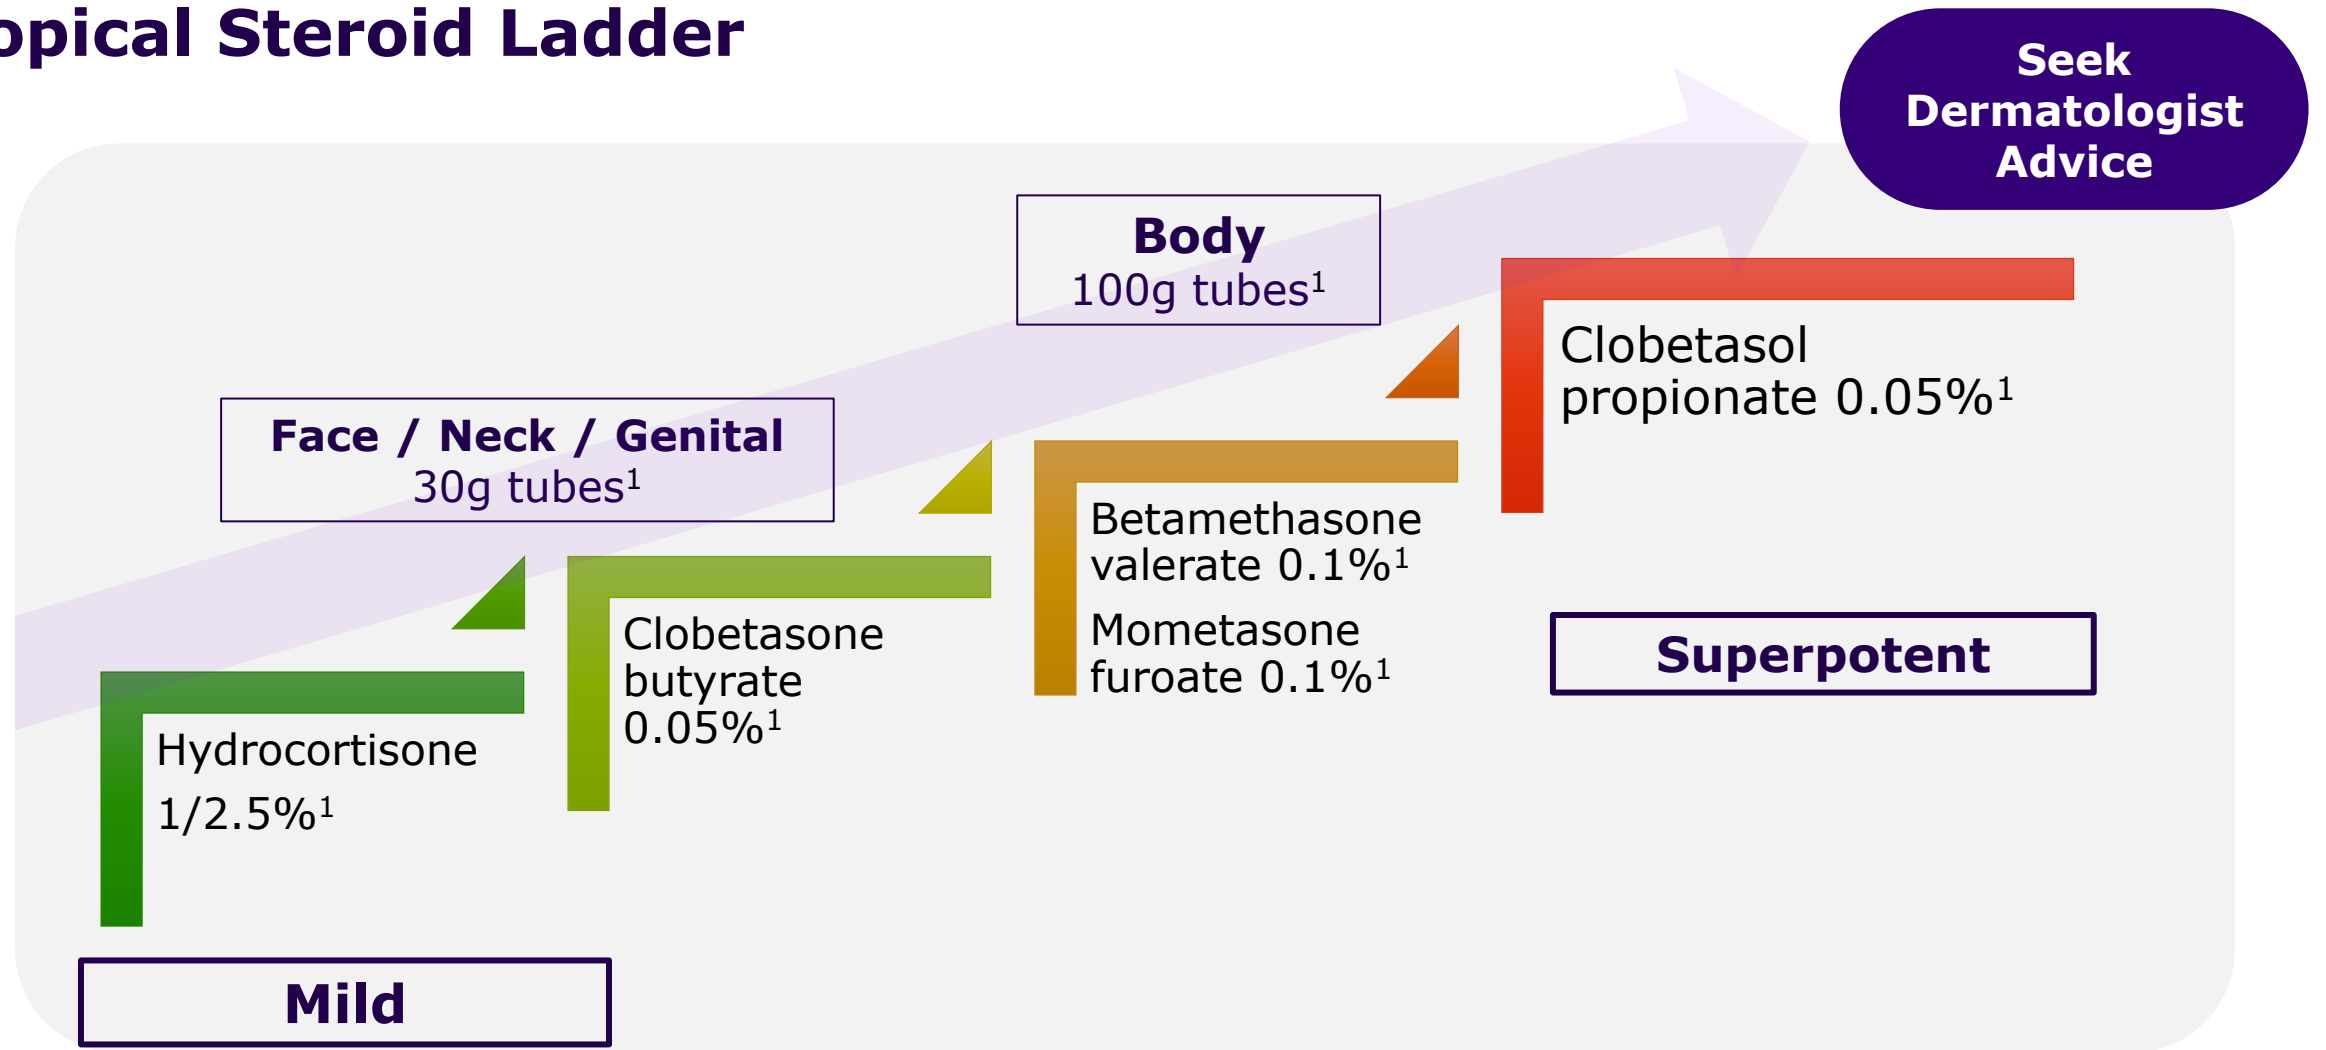 opical Steroid Ladder
Seek
Dermatologist
Advice
Body
100g tubes¹
Face / Neck / Genital
30g tubes¹
Clobetasol
propionate 0.05%¹
Betamethasone
valerate 0.1%¹
Mometasone
furoate 0.1%¹
Clobetasone
butyrate
0.05%¹
Hydrocortisone
1/2.5%¹
Superpotent
Mild